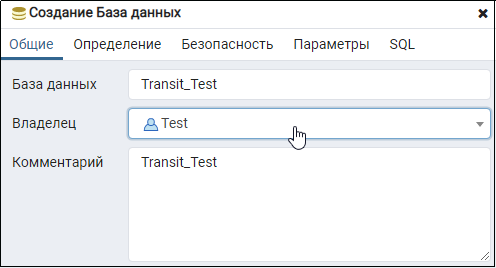 Создание База данных
Общие Определение Безопасность Параметры SQL
База данных Transit_Test
Владелец Test
Комментарий Transit_Test